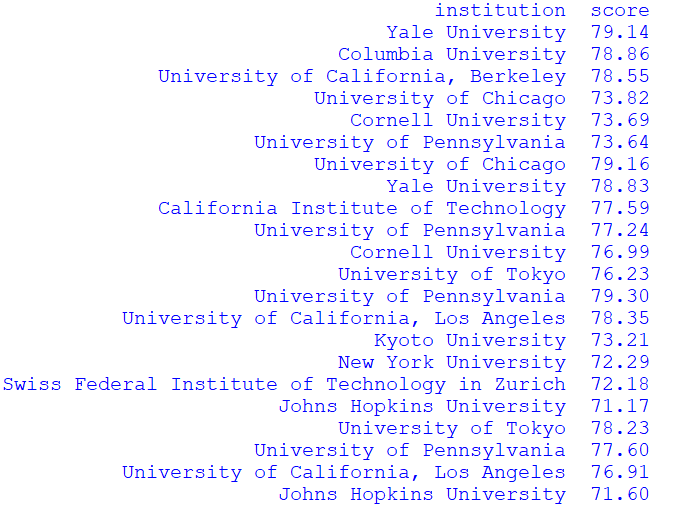 institution score
Yale University 79.14
Columbia University 78.86
University of California, Berkeley 78.55
University of Chicago 73.82
Cornell University 73.69
University of Pennsylvania 73.64
University of Chicago 79.16
Yale University 78.83
California Institute of Technology 77.59
University of Pennsylvania 77.24
Cornell University 76.99
University of Tokyo 76.23
University of Pennsylvania 79.30
University of California, Los Angeles 78.35
Kyoto University 73.21
New York University 72.29
Swiss Federal Institute of Technology in Zurich 72.18
Johns Hopkins University 71.17
University of Tokyo 78.23
University of Pennsylvania 77.60
University of California, Los Angeles 76.91
Johns Hopkins University 71.60